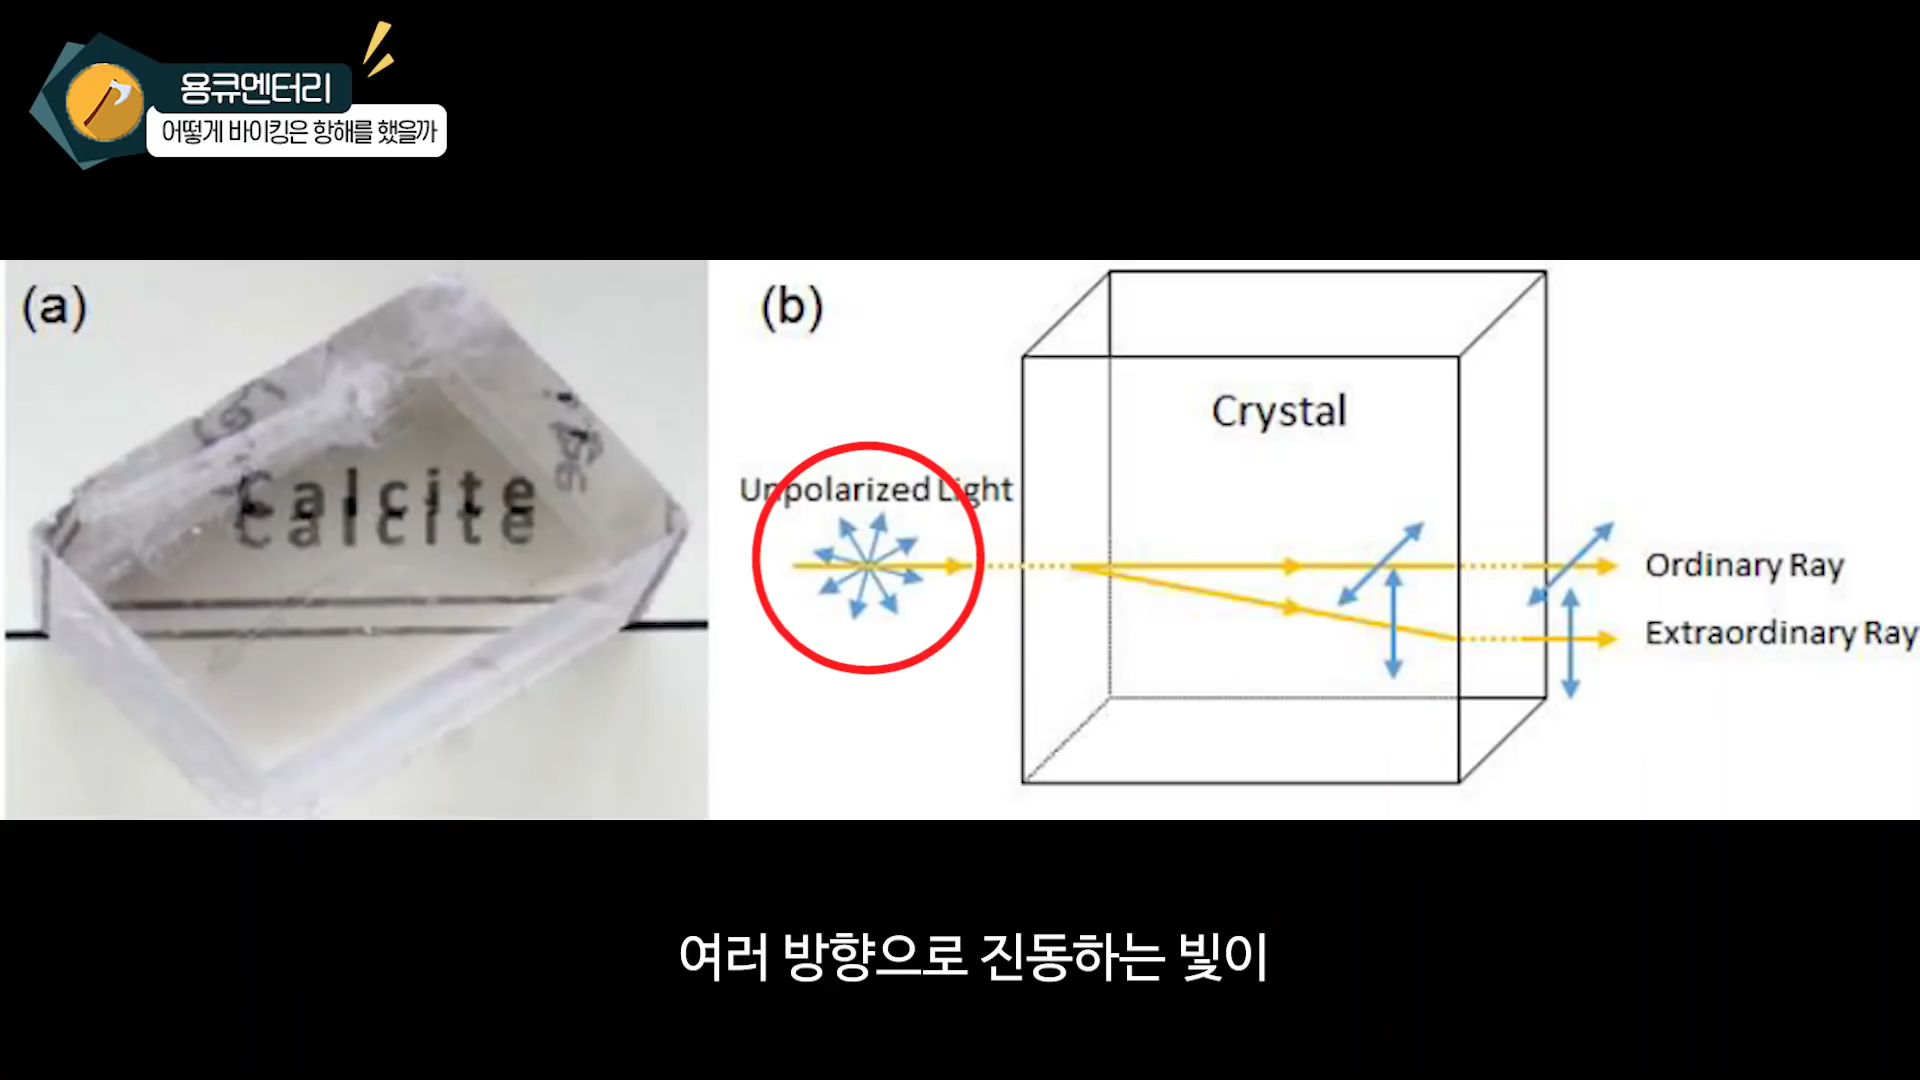 용큐멘터리
어떻게 바이킹은 항해를 했을까
(a)
Calcite
Calcite
(b)
Crystal
Unpolarized Light
Ordinary Ray
Extraordinary Ray
여러 방향으로 진동하는 빛이